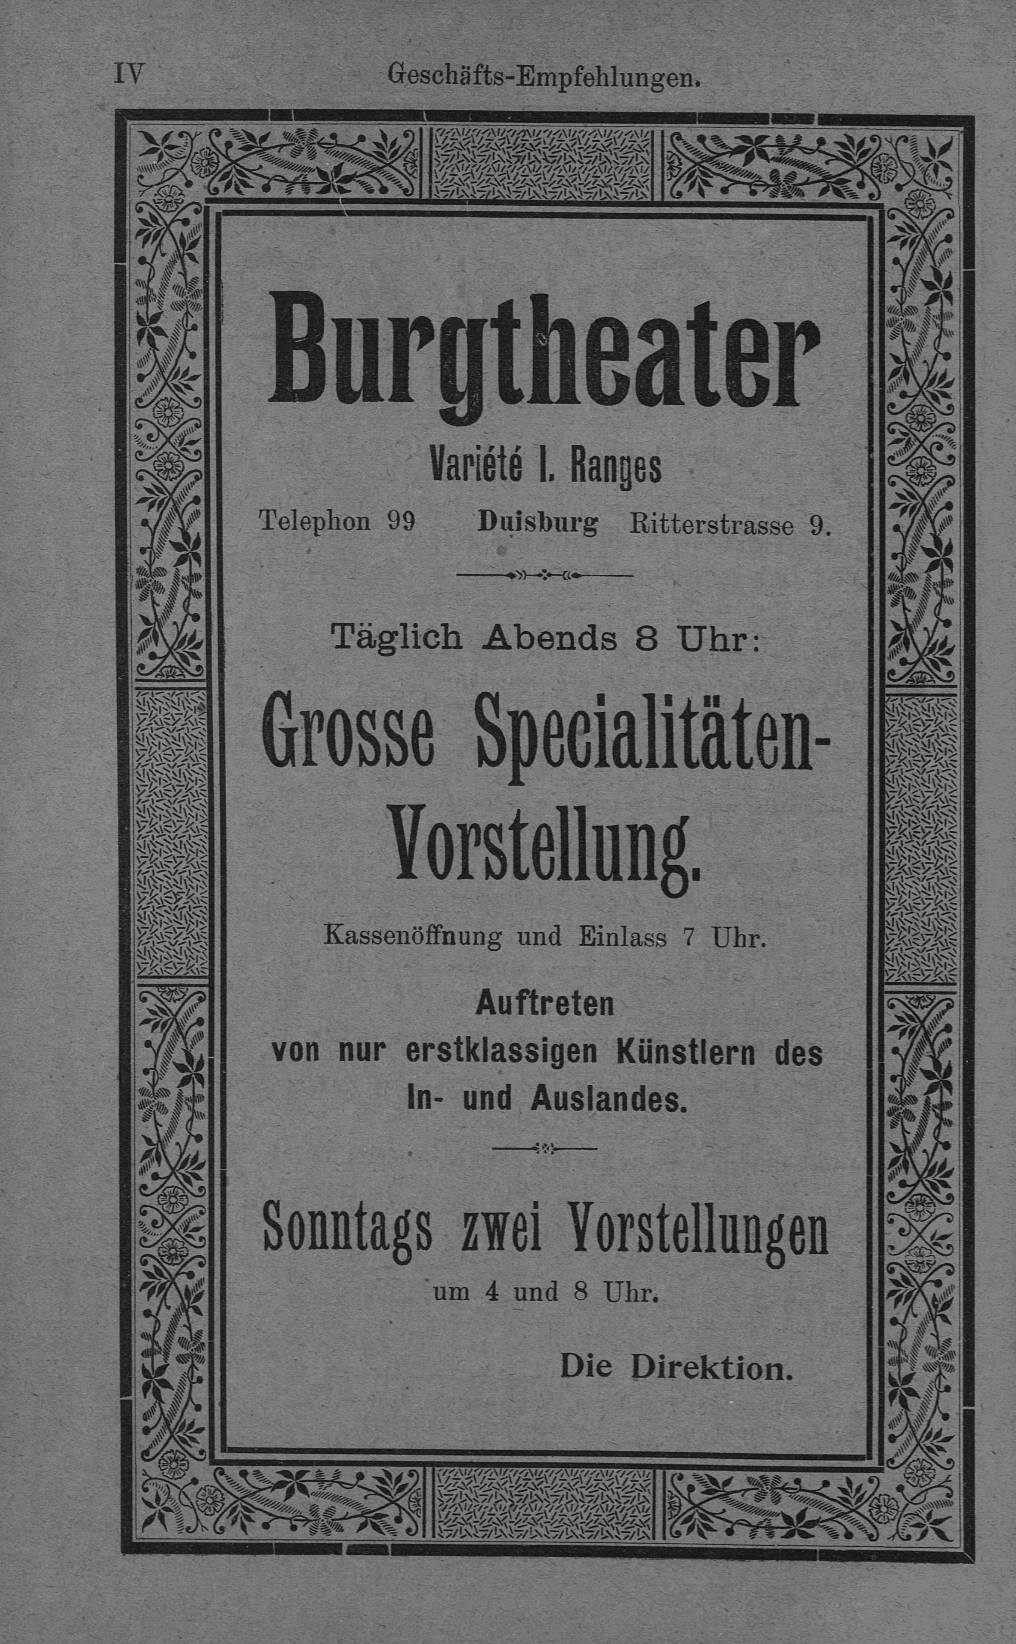 IV
Geschäfts-Empfehlungen.
Burgtheater
Variété I. Ranges
Telephon 99 Duisburg Ritterstrasse 9.
Täglich Abends 8 Uhr:
Grosse Specialitäten-
Vorstellung.
Kassenöffnung und Einlass 7 Uhr.
Auftreten
von nur erstklassigen Künstlern des
In- und Auslandes.
Sonntags zwei Vorstellungen
um 4 und 8 Uhr.
Die Direktion.